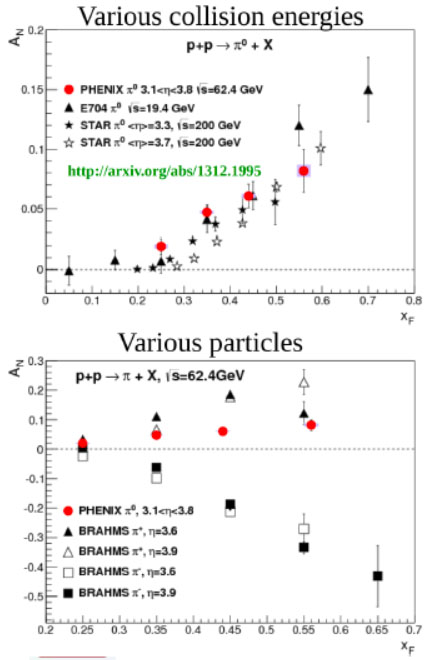 Various collision energies
A_N
0.2
p+p → π⁰ + X
0.15
PHENIX π⁰ 3.1<η<3.8 √s=62.4 GeV
E704 π⁰ √s=19.4 GeV
STAR π⁰ <η>=3.3, √s=200 GeV
STAR π⁰ <η>=3.7, √s=200 GeV
0.1
http://arxiv.org/abs/1312.1995
0.05
0
0 0.1 0.2 0.3 0.4 0.5 0.6 0.7 0.8
x_F
Various particles
A_N
0.3
p+p → π + X, √s=62.4GeV
0.2
0.1
0
-0.1
-0.2
PHENIX π⁰, 3.1<η<3.8
BRAHMS π⁺, η=3.6
-0.3
BRAHMS π⁺, η=3.9
-0.4
BRAHMS π⁻, η=3.6
-0.5
BRAHMS π⁻, η=3.9
0.2 0.25 0.3 0.35 0.4 0.45 0.5 0.55 0.6 0.65 0.7
x_F